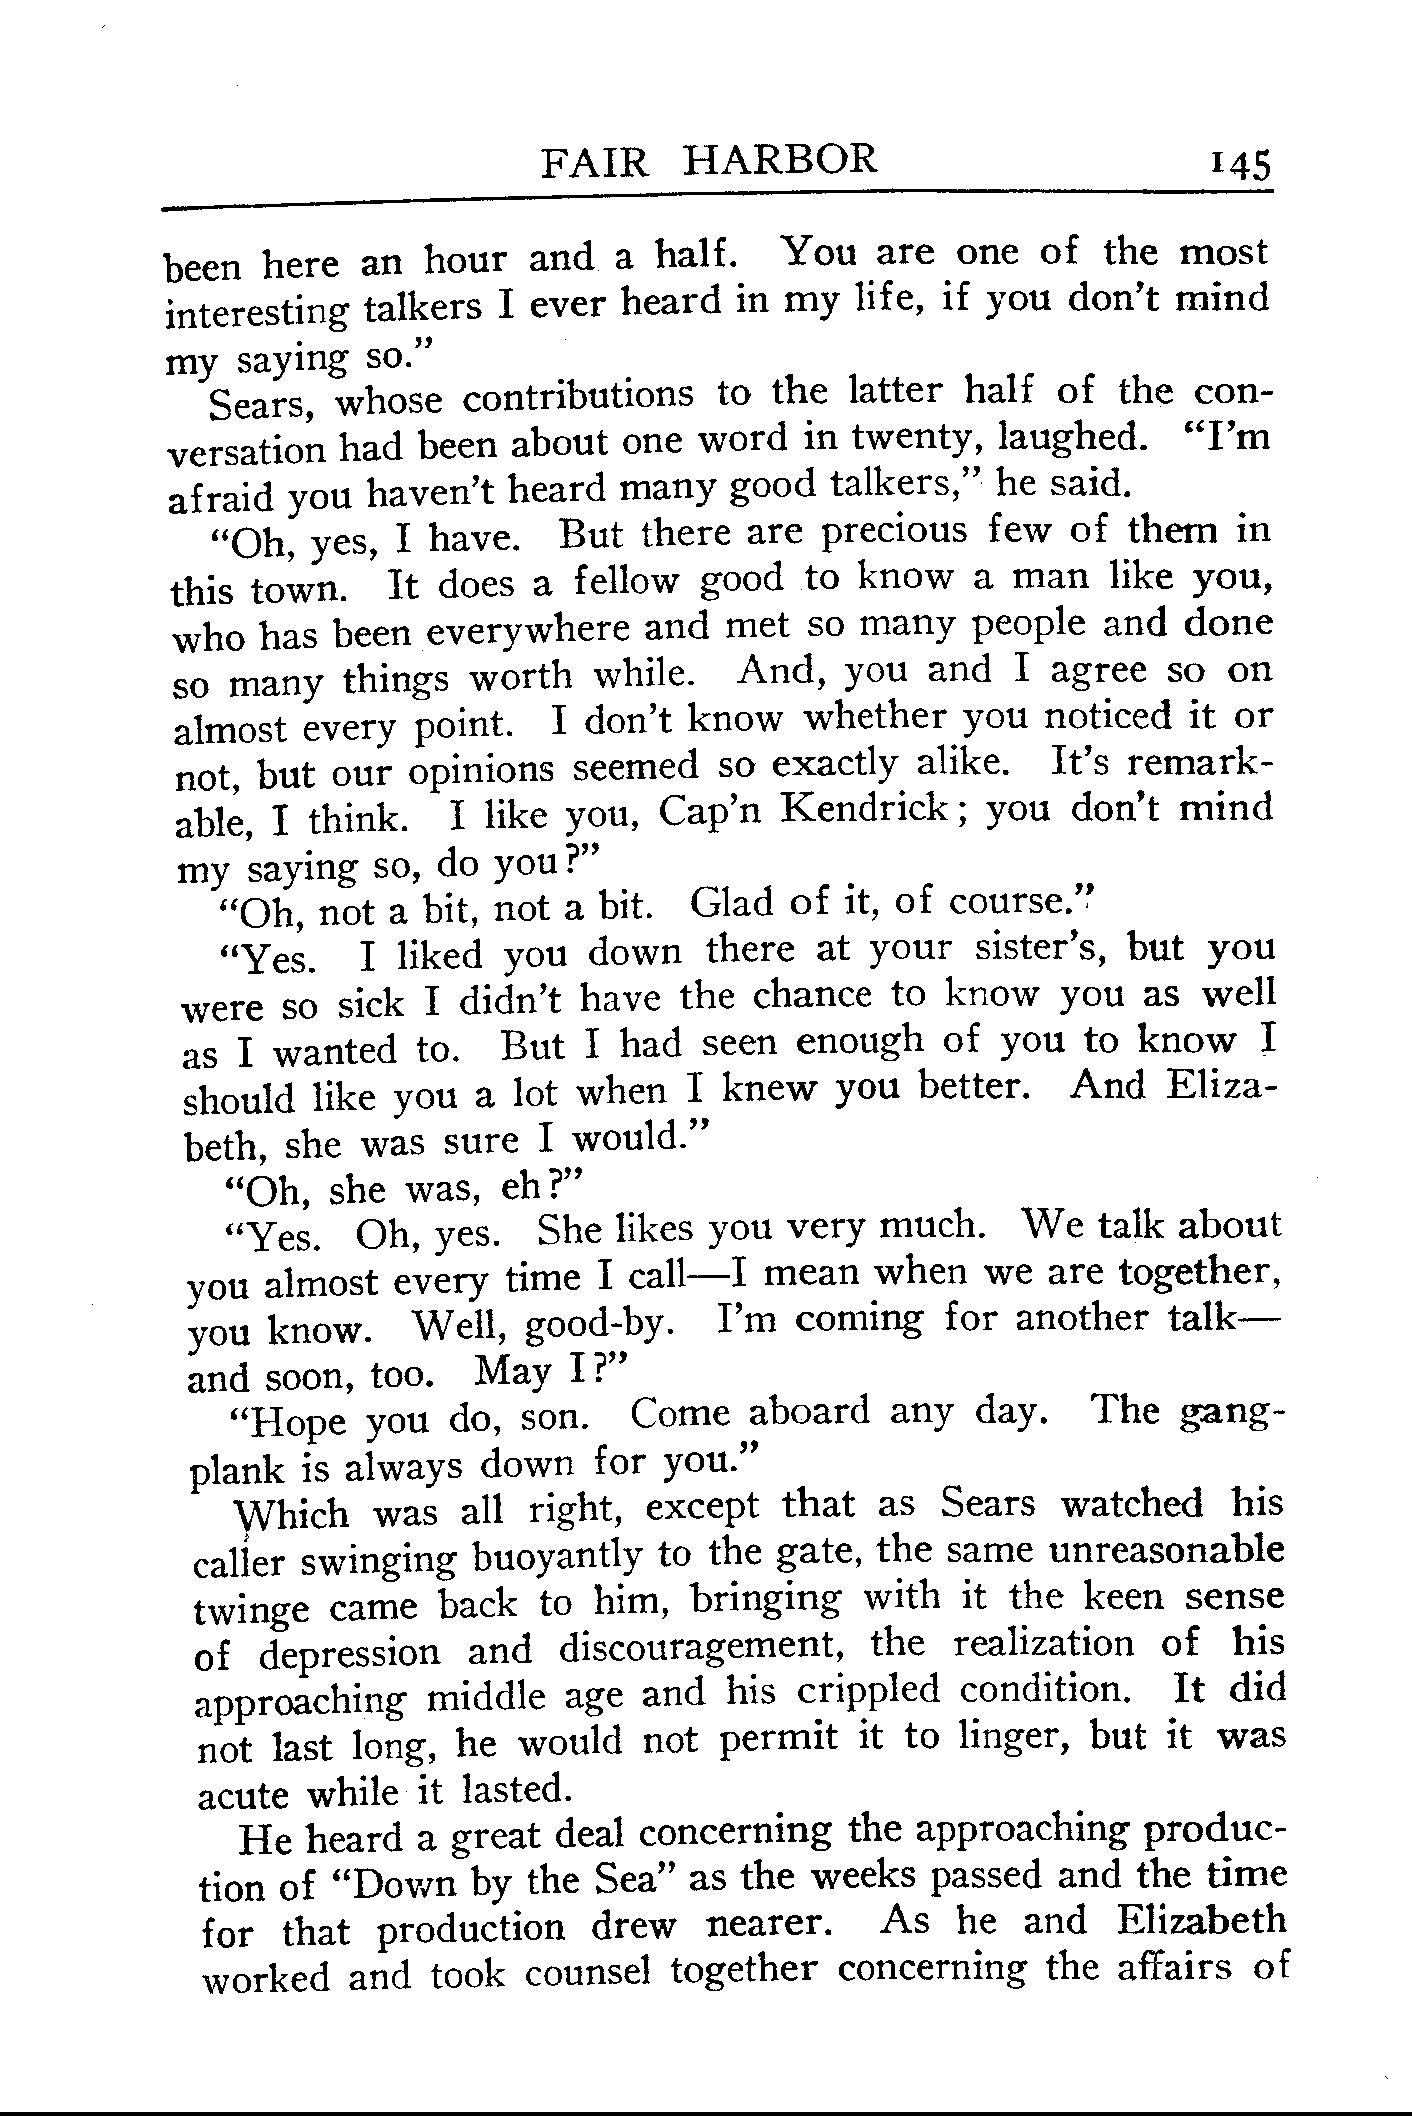 FAIR HARBOR 145
been here an hour and a half. You are one of the most
interesting talkers I ever heard in my life, if you don't mind
my saying so."
Sears, whose contributions to the latter half of the con-
versation had been about one word in twenty, laughed. "I'm
afraid you haven't heard many good talkers," he said.
"Oh, yes, I have. But there are precious few of them in
this town. It does a fellow good to know a man like you,
who has been everywhere and met so many people and done
so many things worth while. And, you and I agree so on
almost every point. I don't know whether you noticed it or
not, but our opinions seemed so exactly alike. It's remark-
able, I think. I like you, Cap'n Kendrick; you don't mind
my saying so, do you?"
"Oh, not a bit, not a bit. Glad of it, of course."
"Yes. I liked you down there at your sister's, but you
were so sick I didn't have the chance to know you as well
as I wanted to. But I had seen enough of you to know I
should like you a lot when I knew you better. And Eliza-
beth, she was sure I would."
"Oh, she was, eh?"
"Yes. Oh, yes. She likes you very much. We talk about
you almost every time I call—I mean when we are together,
you know. Well, good-by. I'm coming for another talk—
and soon, too. May I?"
"Hope you do, son. Come aboard any day. The gang-
plank is always down for you."
Which was all right, except that as Sears watched his
caller swinging buoyantly to the gate, the same unreasonable
twinge came back to him, bringing with it the keen sense
of depression and discouragement, the realization of his
approaching middle age and his crippled condition. It did
not last long, he would not permit it to linger, but it was
acute while it lasted.
He heard a great deal concerning the approaching produc-
tion of "Down by the Sea" as the weeks passed and the time
for that production drew nearer. As he and Elizabeth
worked and took counsel together concerning the affairs of